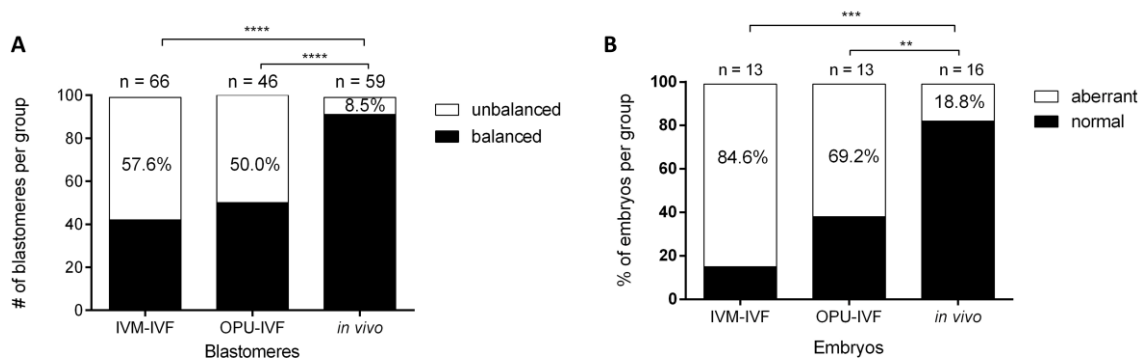 A
****
****
n = 66
n = 46
n = 59
100
80
60
40
20
0
# of blastomeres per group
57.6%
50.0%
8.5%
unbalanced
balanced
IVM-IVF
OPU-IVF
in vivo
Blastomeres
B
***
**
n = 13
n = 13
n = 16
100
80
60
40
20
0
% of embryos per group
84.6%
69.2%
18.8%
aberrant
normal
IVM-IVF
OPU-IVF
in vivo
Embryos